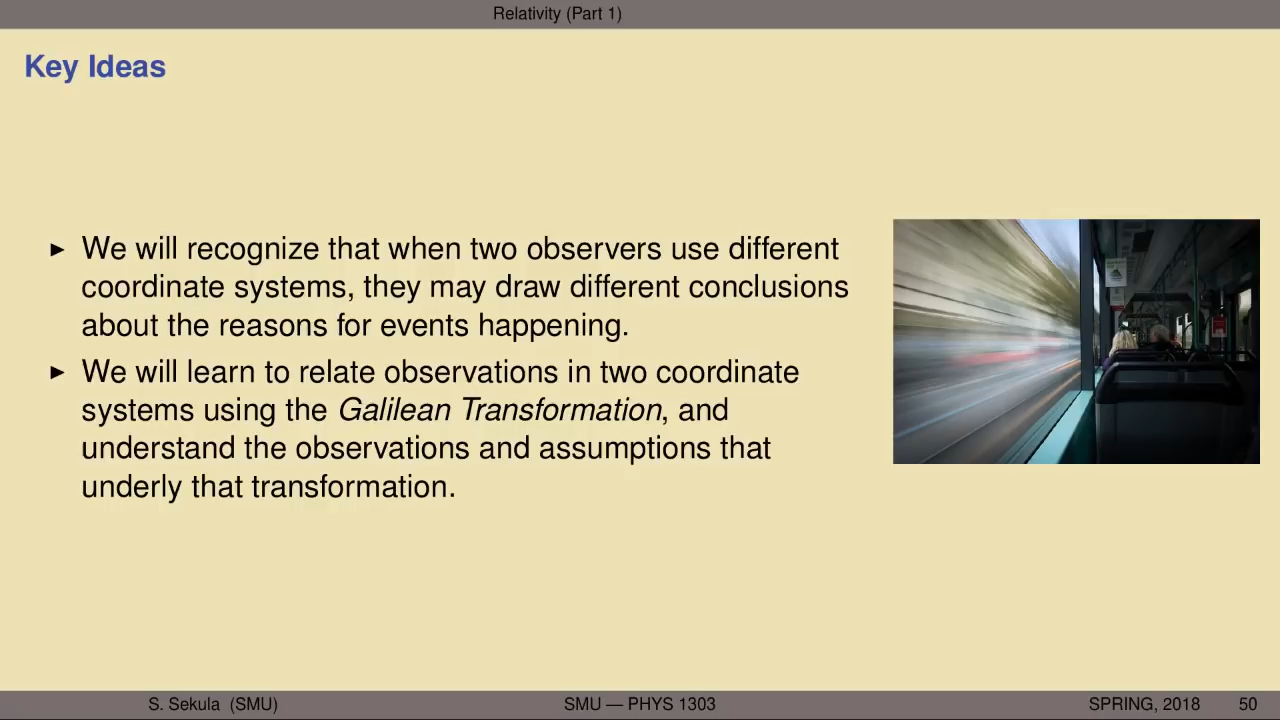 Relativity (Part 1)
Key Ideas
We will recognize that when two observers use different
coordinate systems, they may draw different conclusions
about the reasons for events happening.
We will learn to relate observations in two coordinate
systems using the Galilean Transformation, and
understand the observations and assumptions that
underly that transformation.
S. Sekula (SMU)
SMU — PHYS 1303
SPRING, 2018
50